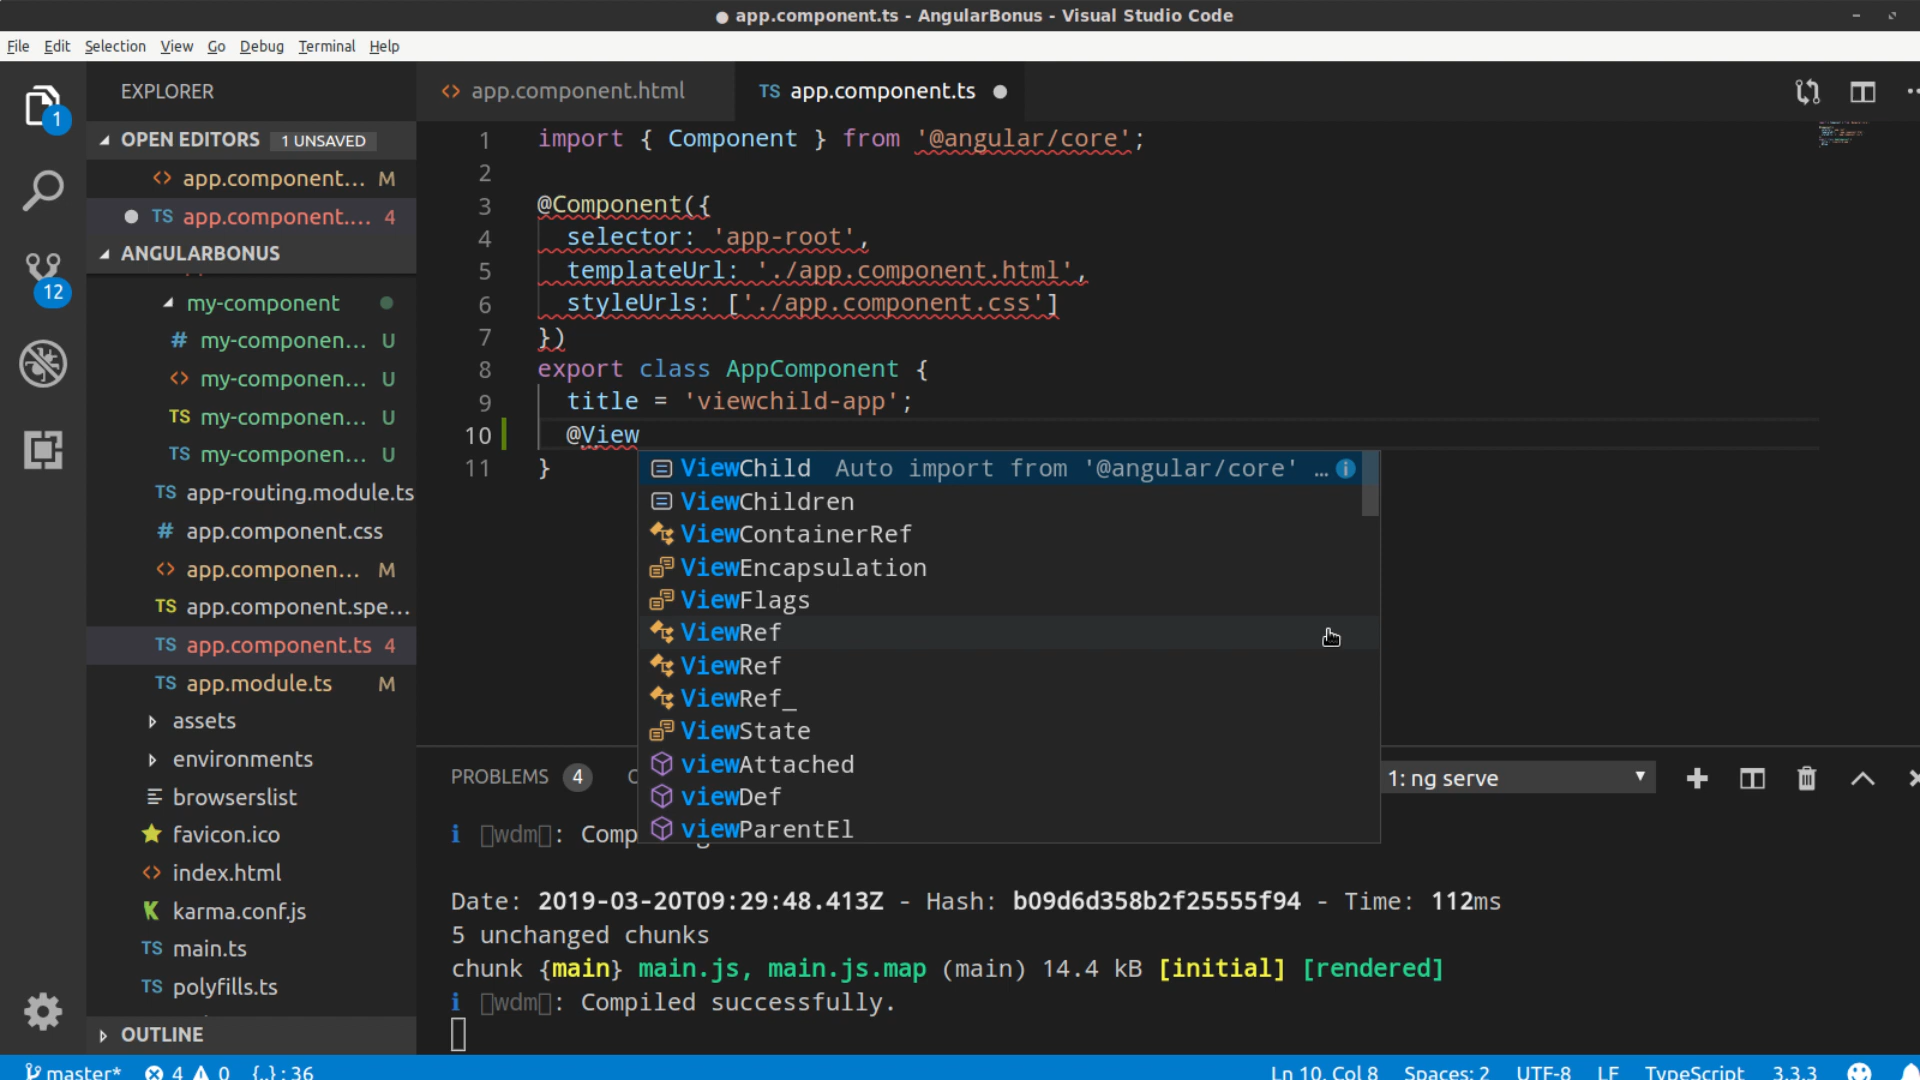 app.component.ts - AngularBonus - Visual Studio Code
File Edit Selection View Go Debug Terminal Help
EXPLORER
OPEN EDITORS 1 UNSAVED
app.component... M
TS app.component.... 4
ANGULARBONUS
my-component
# my-componen... U
<> my-componen... U
TS my-componen... U
TS my-componen... U
TS app-routing.module.ts
# app.component.css
<> app.componen... M
TS app.component.spe...
TS app.component.ts 4
TS app.module.ts M
assets
environments
browserslist
favicon.ico
<> index.html
karma.conf.js
TS main.ts
TS polyfills.ts
OUTLINE
1
12
<> app.component.html
TS app.component.ts
1 import { Component } from '@angular/core';
2
3 @Component({
4 selector: 'app-root',
5 templateUrl: './app.component.html',
6 styleUrls: ['./app.component.css']
7 })
8 export class AppComponent {
9 title = 'viewchild-app';
10 @View
11 }
ViewChild Auto import from '@angular/core' ...
ViewChildren
ViewContainerRef
ViewEncapsulation
ViewFlags
ViewRef
ViewRef
ViewRef_
ViewState
viewAttached
viewDef
viewParentEl
PROBLEMS 4
1: ng serve
i wdm: Comp
Date: 2019-03-20T09:29:48.413Z - Hash: b09d6d358b2f25555f94 - Time: 112ms
5 unchanged chunks
chunk {main} main.js, main.js.map (main) 14.4 kB [initial] [rendered]
i wdm: Compiled successfully.
master* 4 0 {..} : 36 Ln 10, Col 8 Spaces: 2 UTF-8 LF TypeScript 3.3.3